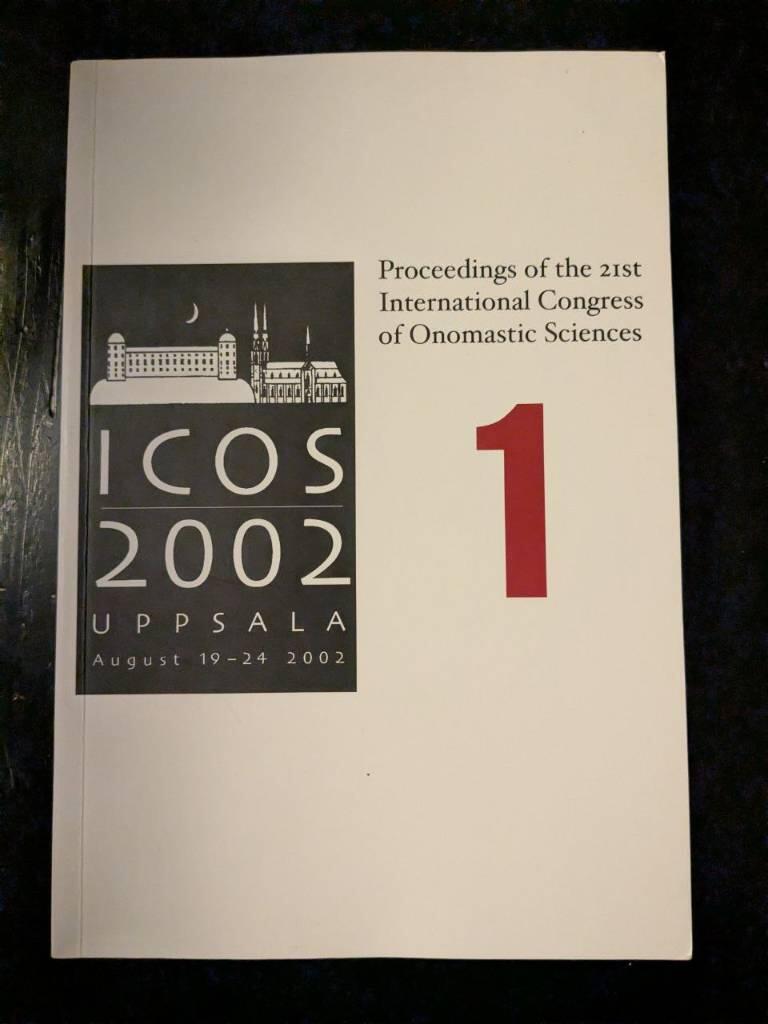 Proceedings of the 21st
International Congress
of Onomastic Sciences
1
ICOS
2002
UPPSALA
August 19–24 2002